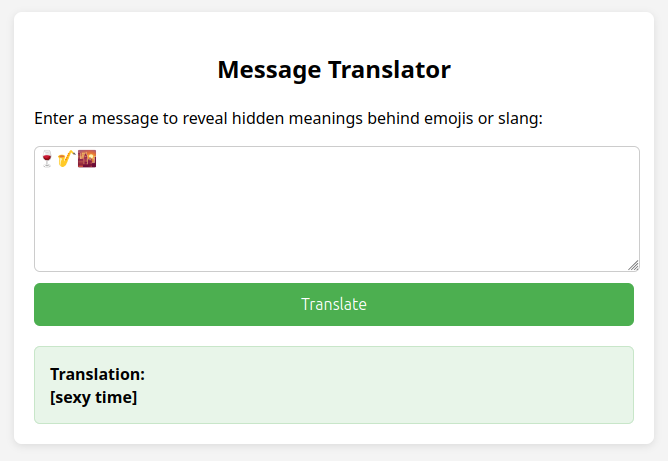 Message Translator
Enter a message to reveal hidden meanings behind emojis or slang:
🍷🎷🌇
Translate
Translation:
[sexy time]